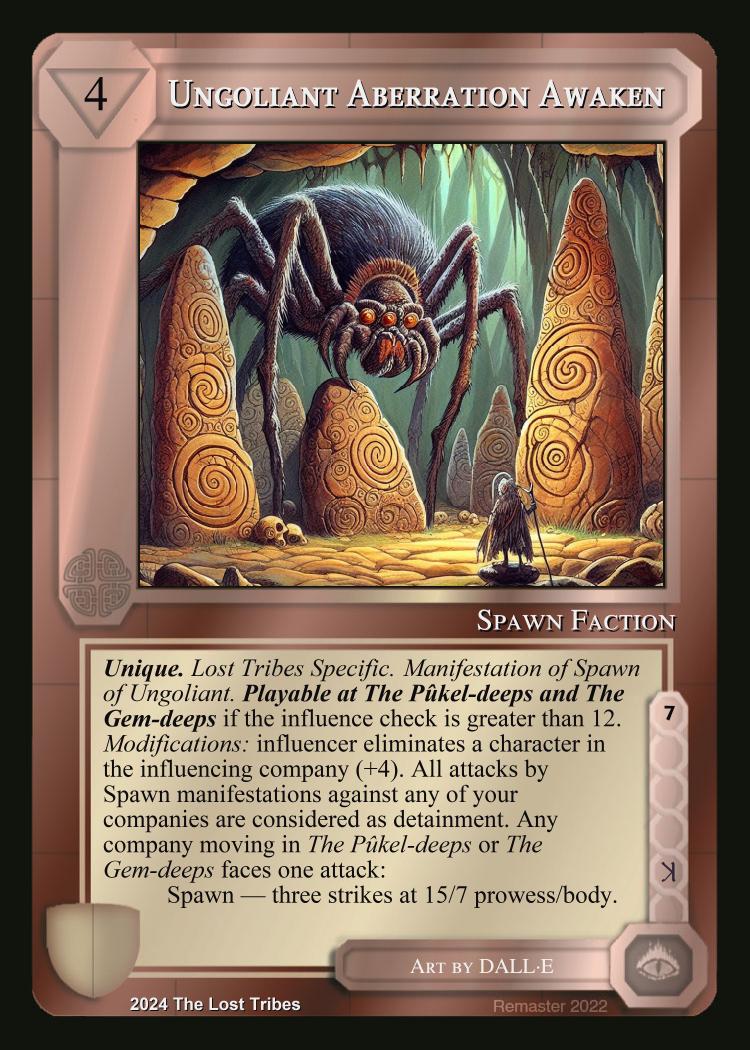 4
Ungoliant Aberration Awaken
Spawn Faction
Unique. Lost Tribes Specific. Manifestation of Spawn
of Ungoliant. Playable at The Pûkel-deeps and The
Gem-deeps if the influence check is greater than 12.
Modifications: influencer eliminates a character in
the influencing company (+4). All attacks by
Spawn manifestations against any of your
companies are considered as detainment. Any
company moving in The Pûkel-deeps or The
Gem-deeps faces one attack:
Spawn — three strikes at 15/7 prowess/body.
7
Art by DALL·E
2024 The Lost Tribes
Remaster 2022